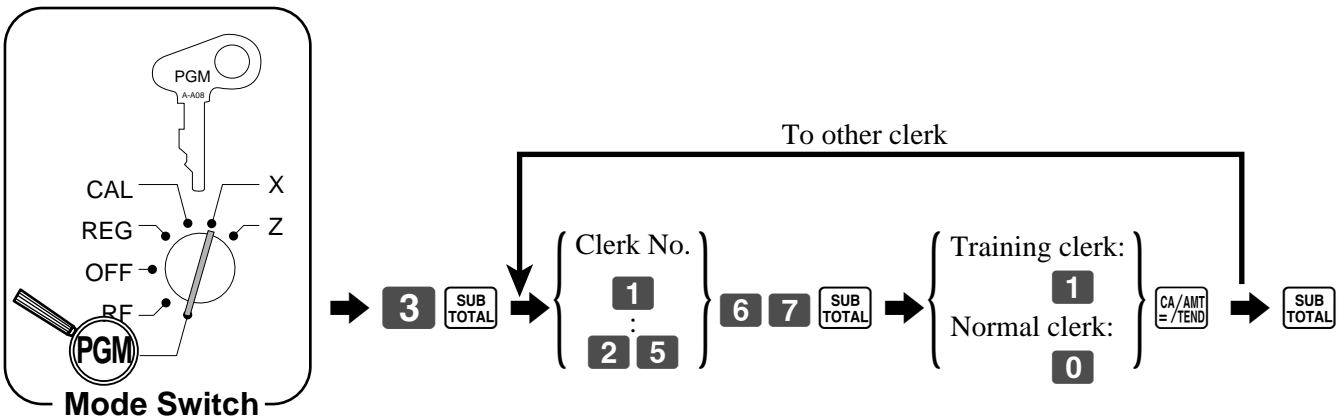 PGM
A-A08
CAL
X
REG
Z
OFF
RF
PGM
Mode Switch
3
SUB
TOTAL
To other clerk
Clerk No.
1
:
2 5
6 7
SUB
TOTAL
Training clerk:
1
Normal clerk:
0
CA/AMT
= /TEND
SUB
TOTAL